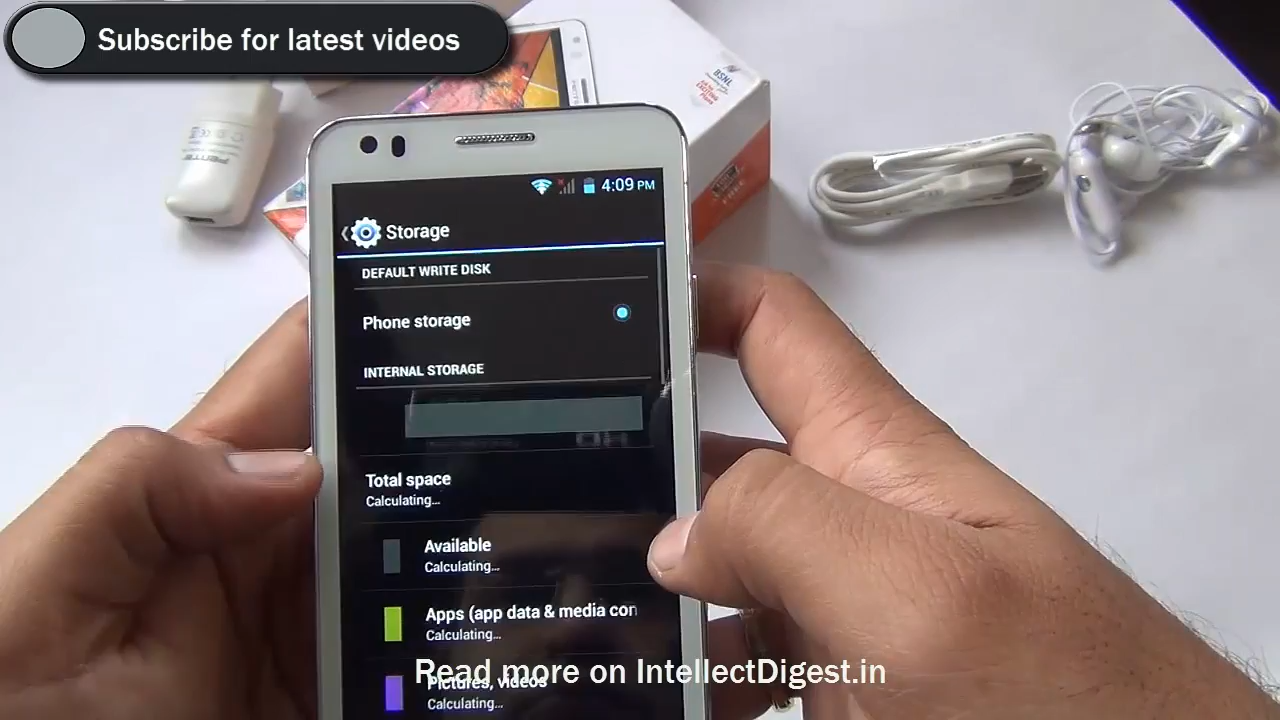 Subscribe for latest videos
BSNL
4:09 PM
Storage
DEFAULT WRITE DISK
Phone storage
INTERNAL STORAGE
Total space
Calculating...
Available
Calculating...
Apps (app data & media con
Calculating...
Pictures, videos
Calculating...
Read more on IntellectDigest.in